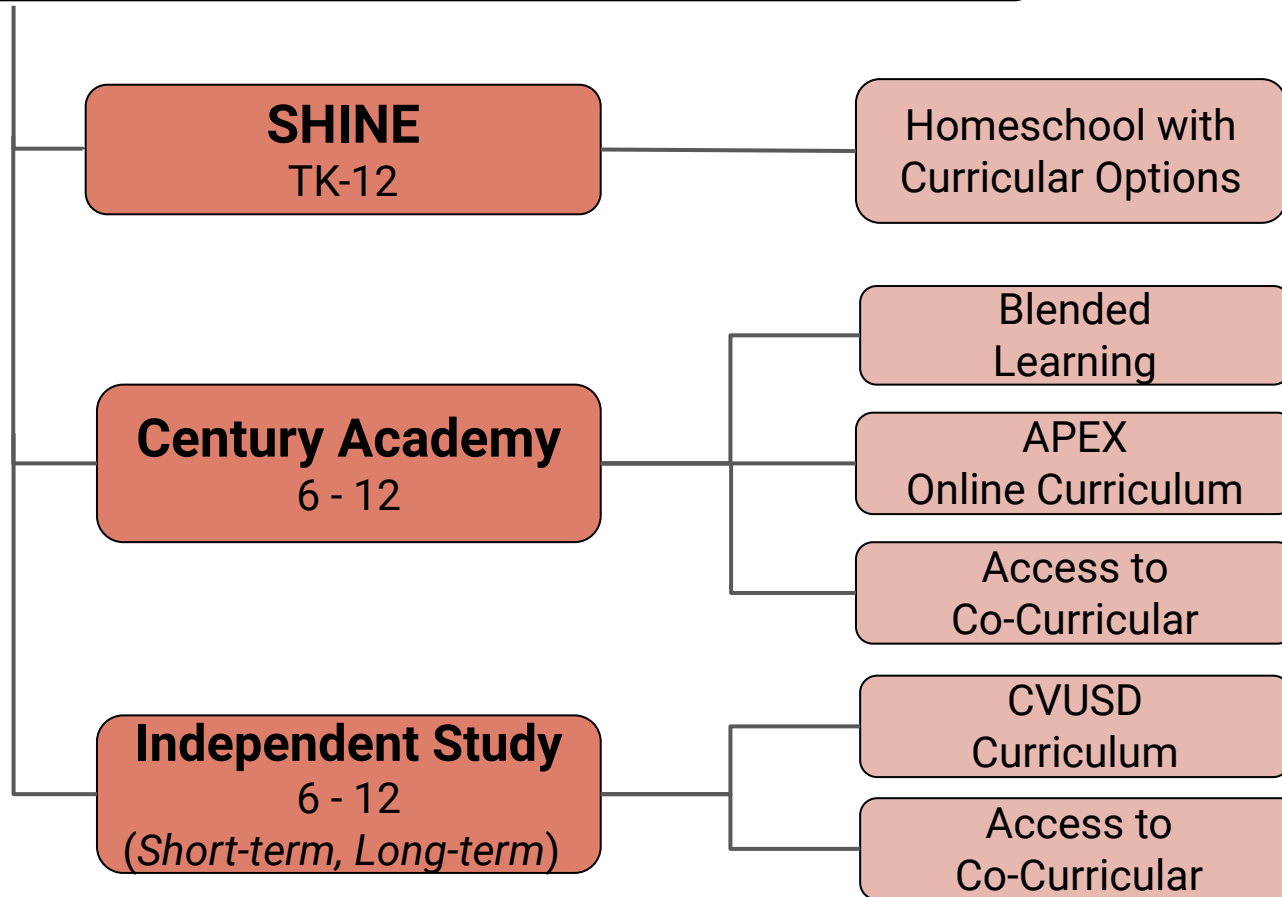 SHINE
TK-12
Homeschool with
Curricular Options
Century Academy
6 - 12
Blended
Learning
APEX
Online Curriculum
Access to
Co-Curricular
Independent Study
6 - 12
(Short-term, Long-term)
CVUSD
Curriculum
Access to
Co-Curricular